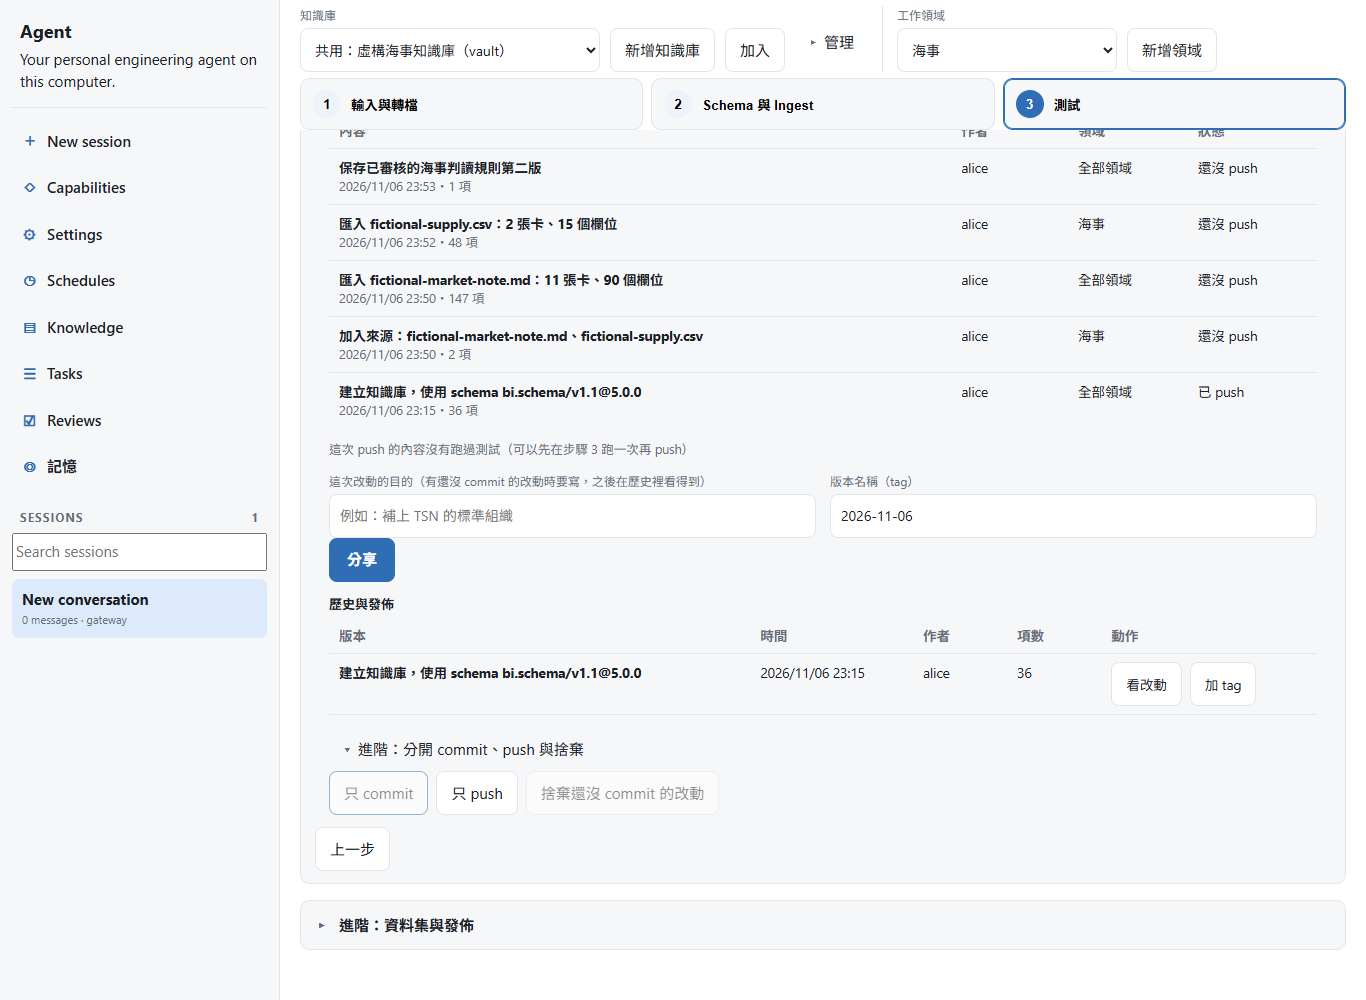 Agent
Your personal engineering agent on
this computer.
+ New session
Capabilities
Settings
Schedules
Knowledge
Tasks
Reviews
記憶
SESSIONS 1
Search sessions
New conversation
0 messages · gateway
知識庫
共用：虛構海事知識庫（vault）
新增知識庫
加入
管理
工作領域
海事
新增領域
1 輸入與轉檔
2 Schema 與 Ingest
3 測試
內容 作者 領域 狀態
保存已審核的海事判讀規則第二版 alice 全部領域 還沒 push
2026/11/06 23:53・1 項
匯入 fictional-supply.csv：2 張卡、15 個欄位 alice 海事 還沒 push
2026/11/06 23:52・48 項
匯入 fictional-market-note.md：11 張卡、90 個欄位 alice 全部領域 還沒 push
2026/11/06 23:50・147 項
加入來源：fictional-market-note.md、fictional-supply.csv alice 海事 還沒 push
2026/11/06 23:50・2 項
建立知識庫，使用 schema bi.schema/v1.1@5.0.0 alice 全部領域 已 push
2026/11/06 23:15・36 項
這次 push 的內容沒有跑過測試（可以先在步驟 3 跑一次再 push）
這次改動的目的（有還沒 commit 的改動時要寫，之後在歷史裡看得到）
例如：補上 TSN 的標準組織
版本名稱（tag）
2026-11-06
分享
歷史與發佈
版本 時間 作者 項數 動作
建立知識庫，使用 schema bi.schema/v1.1@5.0.0 2026/11/06 23:15 alice 36 看改動 加 tag
進階：分開 commit、push 與捨棄
只 commit
只 push
捨棄還沒 commit 的改動
上一步
進階：資料集與發佈